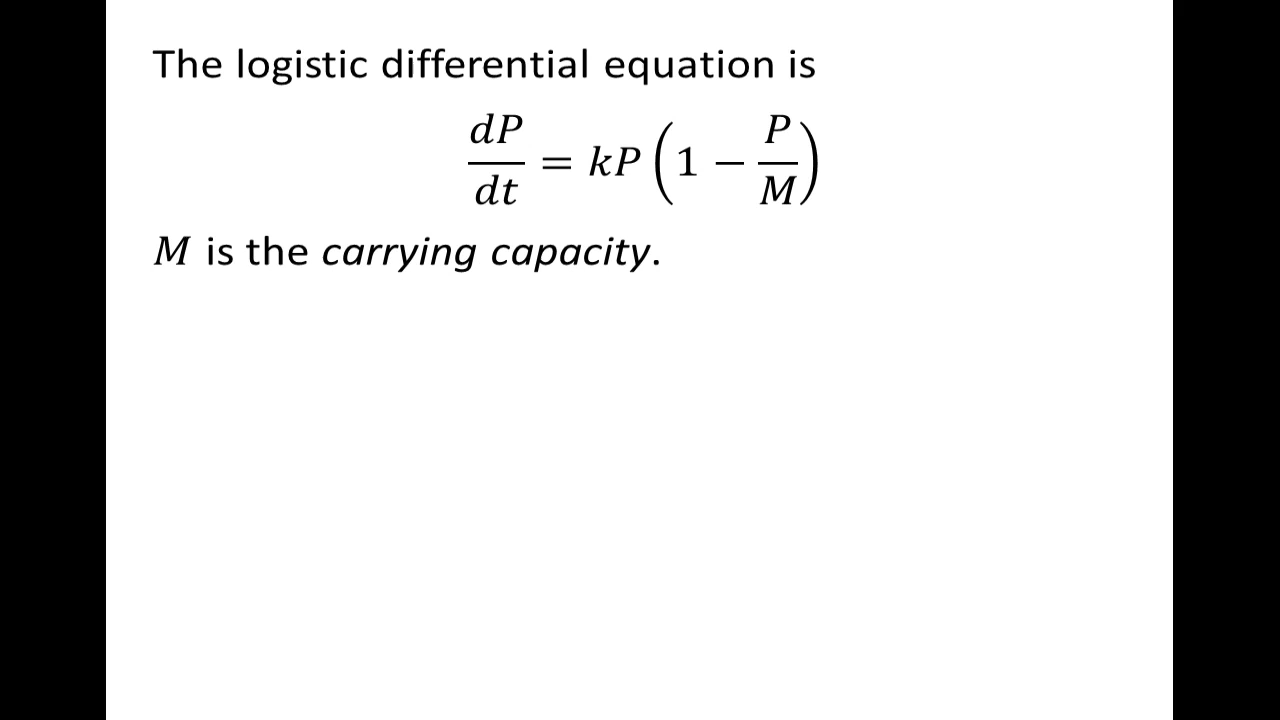 The logistic differential equation is
dP/dt = kP(1 − P/M)
M is the carrying capacity.